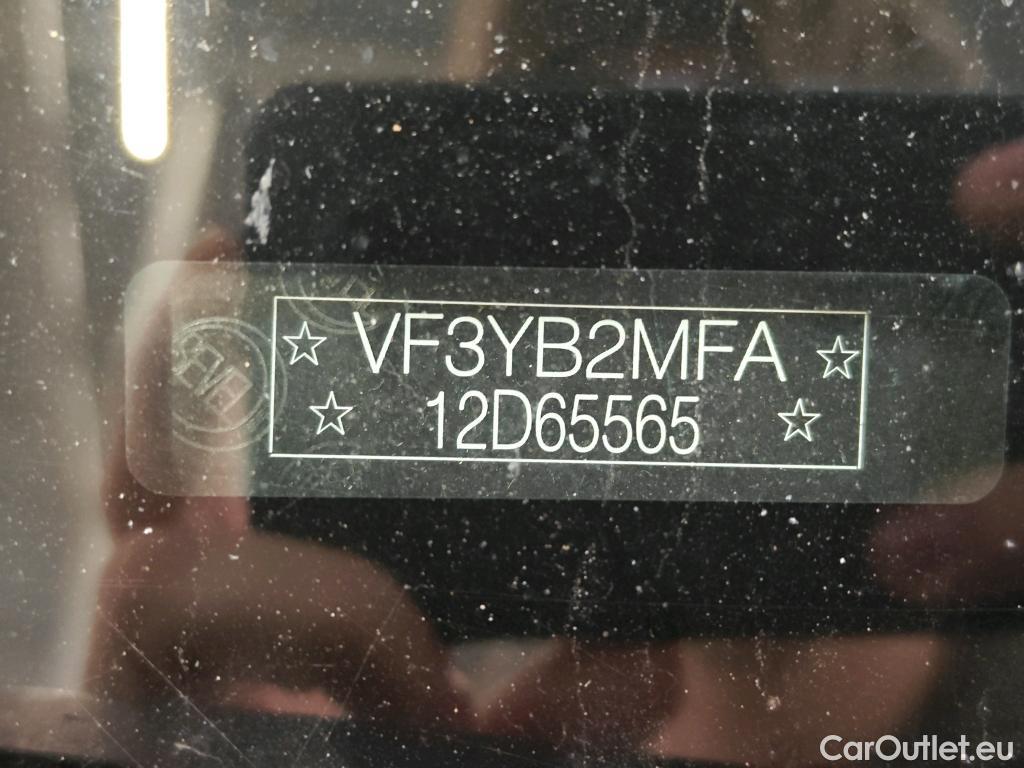 ☆ VF3YB2MFA ☆
☆ 12D65565 ☆
CarOutlet.eu